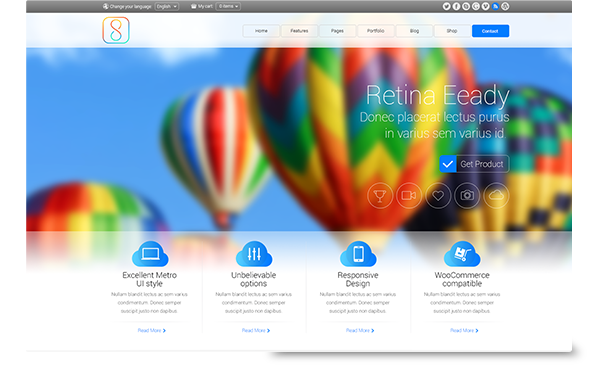 Change your language: English My cart: 0 items
8
Home Features Pages Portfolio Blog Shop Contact
Retina Eeady
Donec placerat lectus purus
in varius sem varius id.
Get Product
Excellent Metro
UI style
Nullam blandit lectus ac sem varius
condimentum. Donec semper
suscipit justo non dapibus.
Read More
Unbelievable
options
Nullam blandit lectus ac sem varius
condimentum. Donec semper
suscipit justo non dapibus.
Read More
Responsive
Design
Nullam blandit lectus ac sem varius
condimentum. Donec semper
suscipit justo non dapibus.
Read More
WooCommerce
compatible
Nullam blandit lectus ac sem varius
condimentum. Donec semper
suscipit justo non dapibus.
Read More